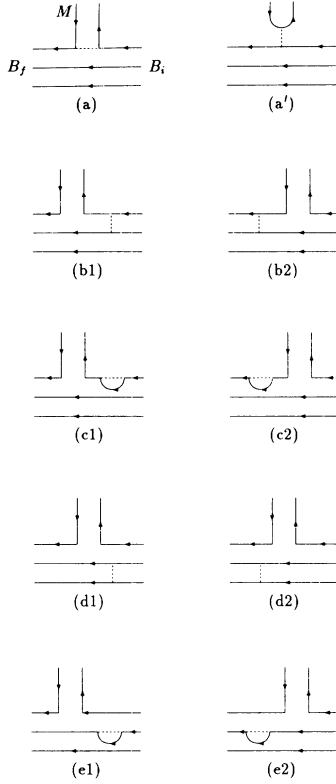 M
B_f B_i
(a) (a′)
(b1) (b2)
(c1) (c2)
(d1) (d2)
(e1) (e2)